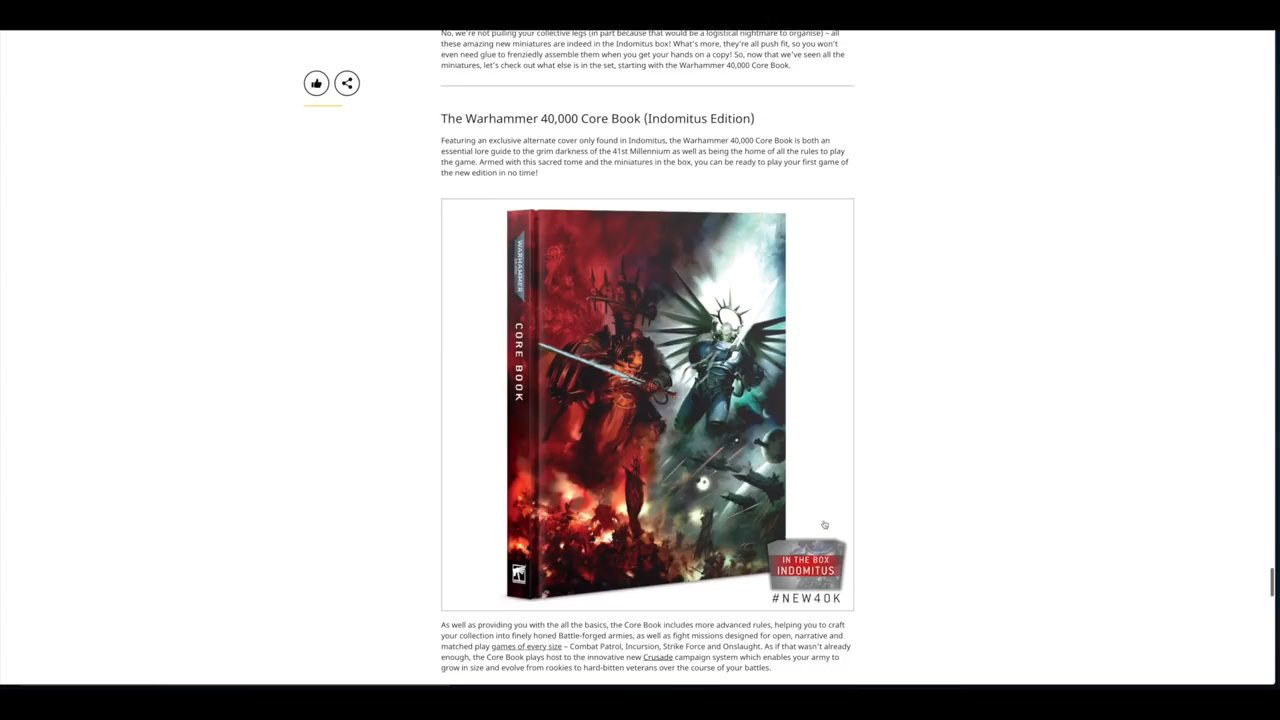 No, we're not pulling your collective legs (in part because that would be a logistical nightmare to organise) – all
these amazing new miniatures are indeed in the Indomitus box! What's more, they're all push fit, so you won't
even need glue to frenziedly assemble them when you get your hands on a copy! So, now that we've seen all the
miniatures, let's check out what else is in the set, starting with the Warhammer 40,000 Core Book.
The Warhammer 40,000 Core Book (Indomitus Edition)
Featuring an exclusive alternate cover only found in Indomitus, the Warhammer 40,000 Core Book is both an
essential lore guide to the grim darkness of the 41st Millennium as well as being the home of all the rules to play
the game. Armed with this sacred tome and the miniatures in the box, you can be ready to play your first game of
the new edition in no time!
WARHAMMER
CORE BOOK
IN THE BOX
INDOMITUS
#NEW40K
As well as providing you with the all the basics, the Core Book includes more advanced rules, helping you to craft
your collection into finely honed Battle-forged armies, as well as fight missions designed for open, narrative and
matched play games of every size – Combat Patrol, Incursion, Strike Force and Onslaught. As if that wasn't already
enough, the Core Book plays host to the innovative new Crusade campaign system which enables your army to
grow in size and evolve from rookies to hard-bitten veterans over the course of your battles.